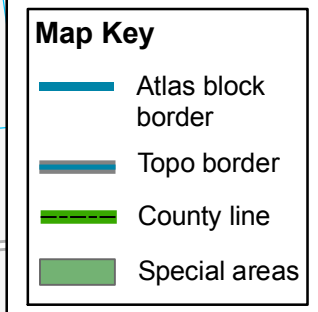 Map Key
Atlas block
border
Topo border
County line
Special areas